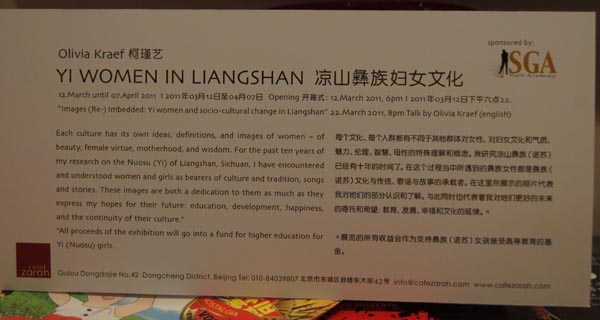 Olivia Kraef 柯瑾艺
sponsored by:
SGA
Golf Academy
YI WOMEN IN LIANGSHAN 凉山彝族妇女文化
12.March until 07.April 2011 I 2011年03月12日至04月07日 Opening 开幕式: 12.March 2011, 6pm I 2011年03月12日下午六点22.
"Images (Re-) Imbedded: Yi women and socio-cultural change in Liangshan" 22.March 2011, 8pm Talk by Olivia Kraef (english)
Each culture has its own ideas, definitions, and images of women – of
beauty, female virtue, motherhood, and wisdom. For the past ten years of
my research on the Nuosu (Yi) of Liangshan, Sichuan, I have encountered
and understood women and girls as bearers of culture and tradition, songs
and stories. These images are both a dedication to them as much as they
express my hopes for their future: education, development, happiness,
and the continuity of their culture."
"All proceeds of the exhibition will go into a fund for higher education for
Yi (Nuosu) girls.
每个文化, 每个人群都有不同于其他群体对女性, 对妇女文化和气质,
魅力, 伦理, 智慧, 母性的特殊理解和概念。我研究凉山彝族 (诺苏)
已经有十年的时间了。在这个过程当中所遇到的彝族女性都是彝族 (
诺苏) 文化与传统, 歌谣与故事的承载者。在这里所展示的照片代表
我对她们的部分认识和了解。与此同时也代表着我对她们更好的未来
的寄托和希望: 教育, 发展, 幸福和文化的延续。
展览的所有收益会作为支持彝族 (诺苏) 女孩接受高等教育的基
金。
café
zarah
Gulou Dongdajie No.42 Dongcheng District, Beijing Tel: 010-84039807 北京市东城区鼓楼东大街42号 info@cafezarah.com www.cafezarah.com
NOSTALGIA